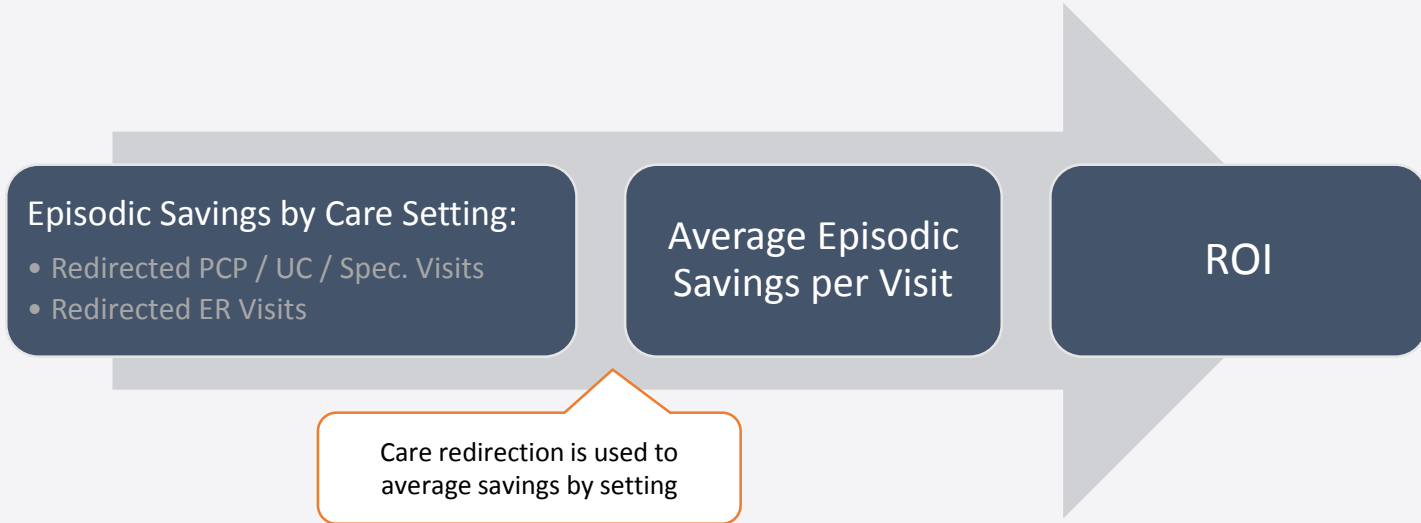 Episodic Savings by Care Setting:
• Redirected PCP / UC / Spec. Visits
• Redirected ER Visits
Average Episodic
Savings per Visit
ROI
Care redirection is used to
average savings by setting